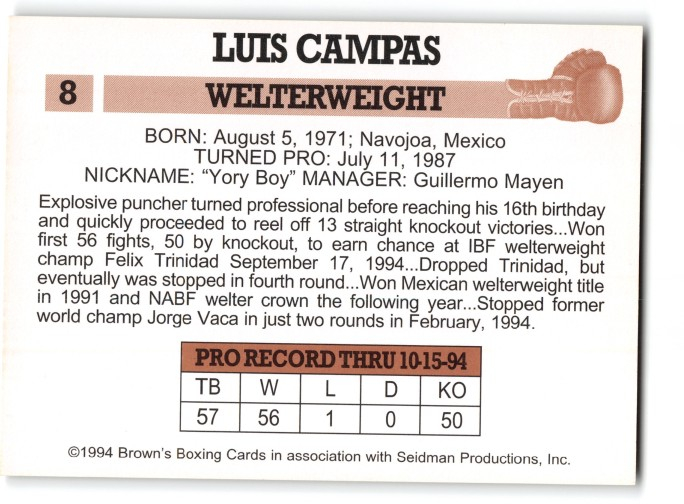 LUIS CAMPAS
8
WELTERWEIGHT
BORN: August 5, 1971; Navojoa, Mexico
TURNED PRO: July 11, 1987
NICKNAME: “Yory Boy” MANAGER: Guillermo Mayen
Explosive puncher turned professional before reaching his 16th birthday
and quickly proceeded to reel off 13 straight knockout victories...Won
first 56 fights, 50 by knockout, to earn chance at IBF welterweight
champ Felix Trinidad September 17, 1994...Dropped Trinidad, but
eventually was stopped in fourth round...Won Mexican welterweight title
in 1991 and NABF welter crown the following year...Stopped former
world champ Jorge Vaca in just two rounds in February, 1994.
PRO RECORD THRU 10-15-94
TB W L D KO
57 56 1 0 50
©1994 Brown's Boxing Cards in association with Seidman Productions, Inc.